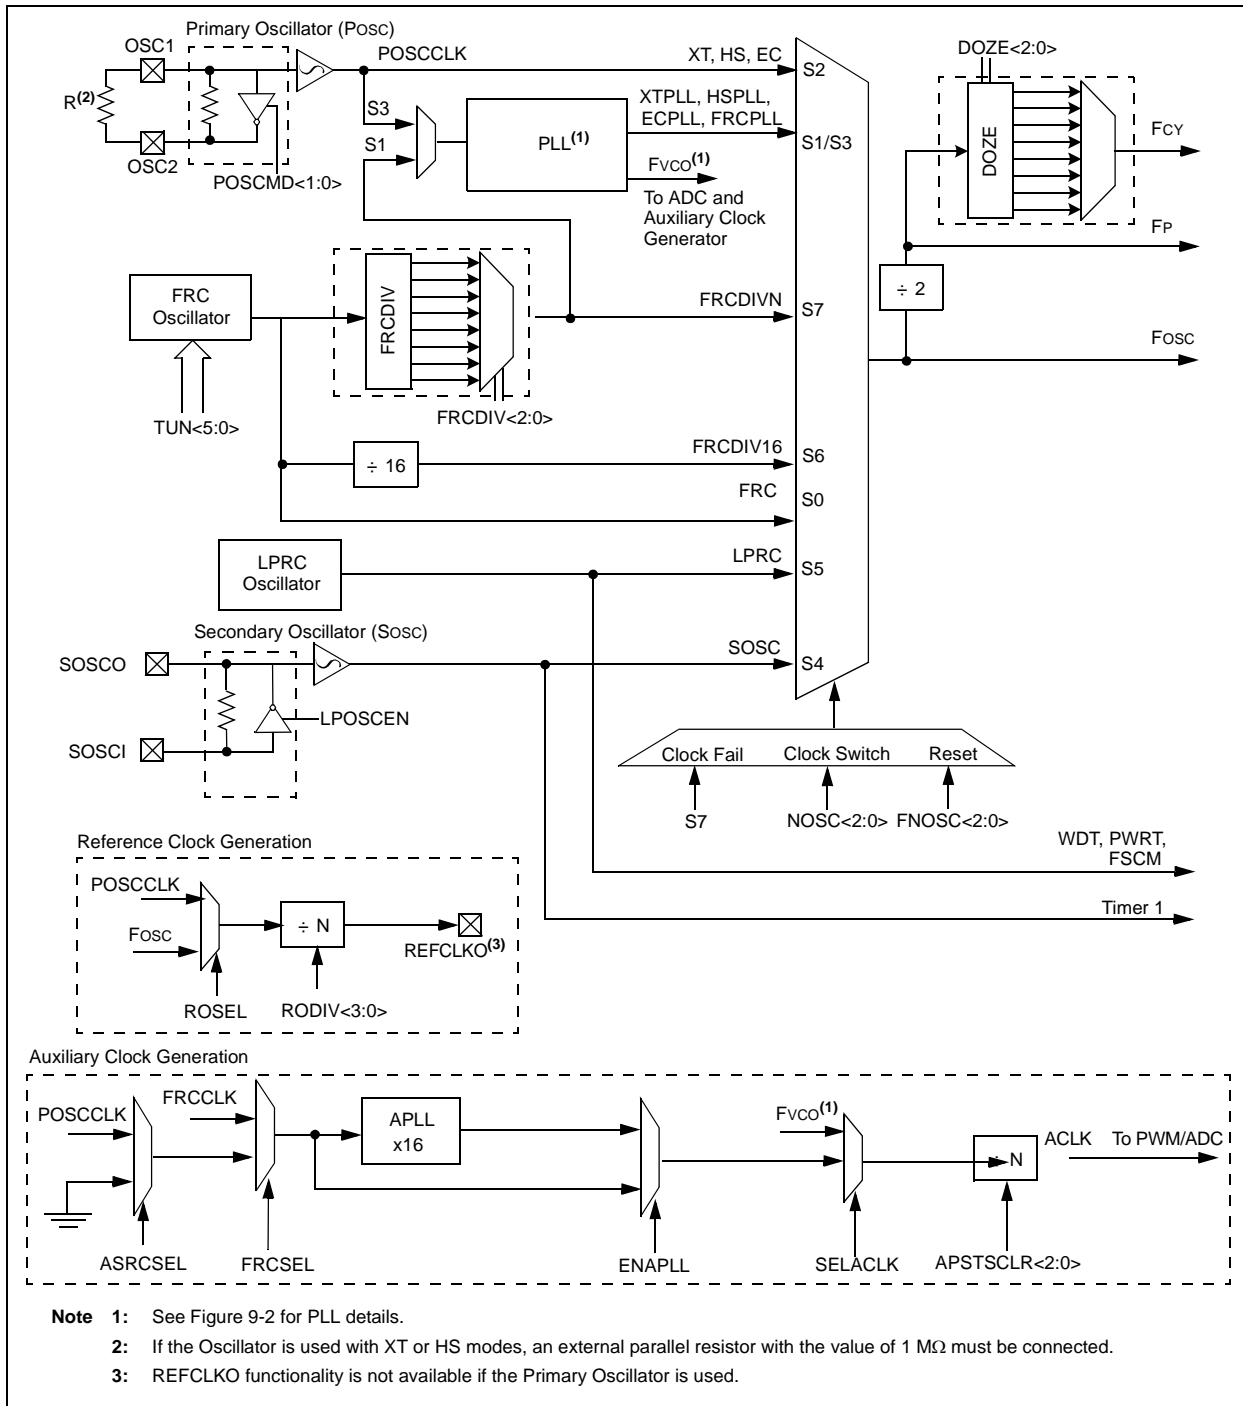 Primary Oscillator (POSC)
OSC1
POSCCLK
XT, HS, EC
S2
DOZE<2:0>
R(2)
S3
XTPLL, HSPLL,
ECPLL, FRCPLL
PLL(1)
S1/S3
DOZE
FCY
S1
OSC2
POSCMD<1:0>
FVCO(1)
To ADC and
Auxiliary Clock
Generator
FP
÷ 2
FRC
Oscillator
FRCDIV
FRCDIVN
S7
FOSC
TUN<5:0>
FRCDIV<2:0>
÷ 16
FRCDIV16
S6
FRC
S0
LPRC
Oscillator
LPRC
S5
Secondary Oscillator (SOSC)
SOSCO
SOSC
S4
LPOSCEN
SOSCI
Clock Fail
Clock Switch
Reset
S7
NOSC<2:0>
FNOSC<2:0>
Reference Clock Generation
WDT, PWRT,
FSCM
POSCCLK
Timer 1
÷ N
FOSC
REFCLKO(3)
ROSEL
RODIV<3:0>
Auxiliary Clock Generation
POSCCLK
FRCCLK
APLL
x16
FVCO(1)
÷ N
ACLK
To PWM/ADC
ASRCSEL
FRCSEL
ENAPLL
SELACLK
APSTSCLR<2:0>
Note 1: See Figure 9-2 for PLL details.
2: If the Oscillator is used with XT or HS modes, an external parallel resistor with the value of 1 MΩ must be connected.
3: REFCLKO functionality is not available if the Primary Oscillator is used.